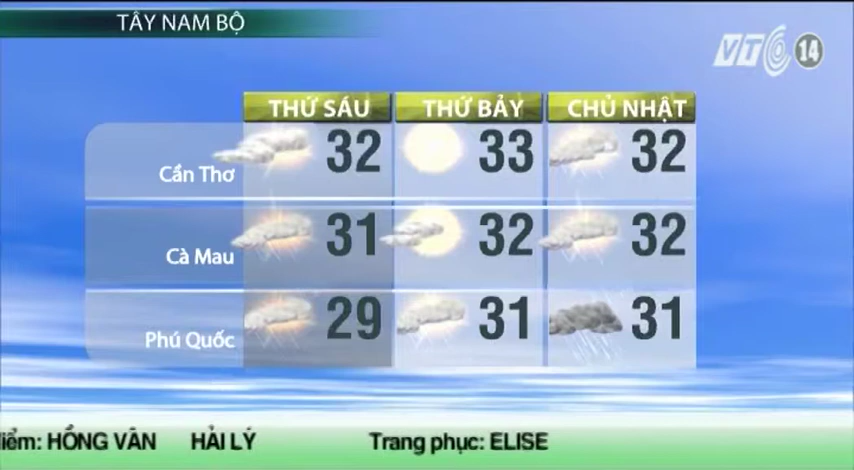 TÂY NAM BỘ
VTC 14
THỨ SÁU THỨ BẢY CHỦ NHẬT
Cần Thơ 32 33 32
Cà Mau 31 32 32
Phú Quốc 29 31 31
điểm: HỒNG VÂN HẢI LÝ Trang phục: ELISE